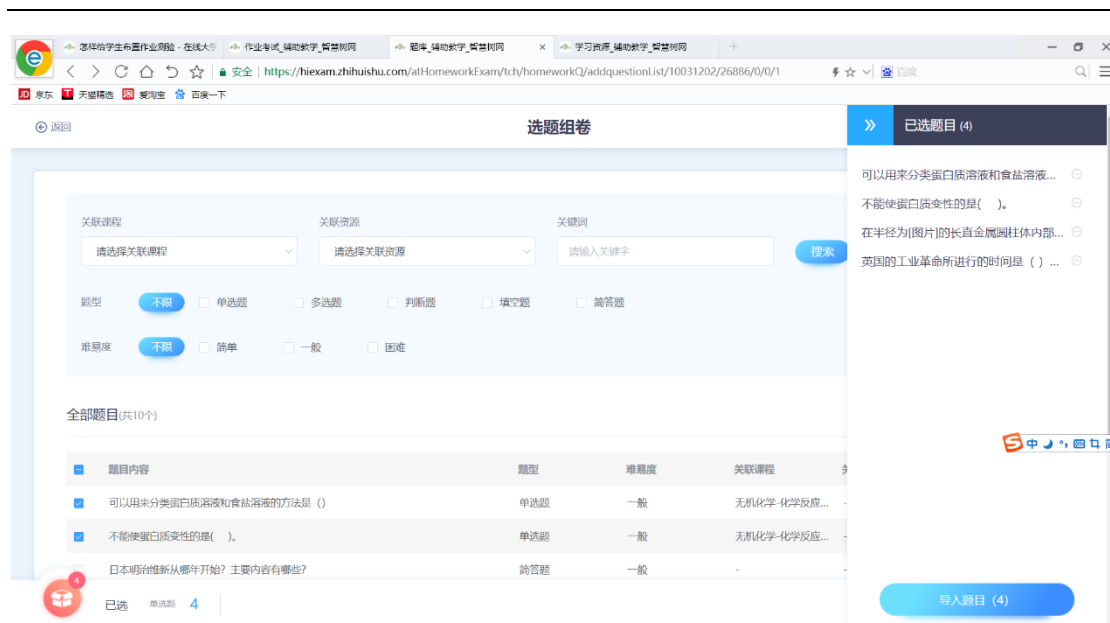 怎样给学生布置作业测验 - 在线大学
作业考试_辅助教学_智慧树网
题库_辅助教学_智慧树网
学习资源_辅助教学_智慧树网
安全 | https://hiexam.zhihuishu.com/atHomeworkExam/tch/homeworkQ/addquestionList/10031202/26886/0/0/1
百度
JD 京东 天猫精选 爱淘宝 百度一下
返回
选题组卷
已选题目 (4)
可以用来分类蛋白质溶液和食盐溶液...
不能使蛋白质变性的是( )。
在半径为[图片]的长直金属圆柱体内部...
英国的工业革命所进行的时间是（ ）...
关联课程 关联资源 关键词
请选择关联课程 请选择关联资源 请输入关键字 搜索
题型 不限 单选题 多选题 判断题 填空题 简答题
难易度 不限 简单 一般 困难
全部题目(共10个)
题目内容 题型 难易度 关联课程
可以用来分类蛋白质溶液和食盐溶液的方法是 () 单选题 一般 无机化学-化学反应... -
不能使蛋白质变性的是( )。 单选题 一般 无机化学-化学反应... -
日本明治维新从哪年开始? 主要内容有哪些? 简答题 一般 - -
4
已选 单选题 4
导入题目 (4)
中